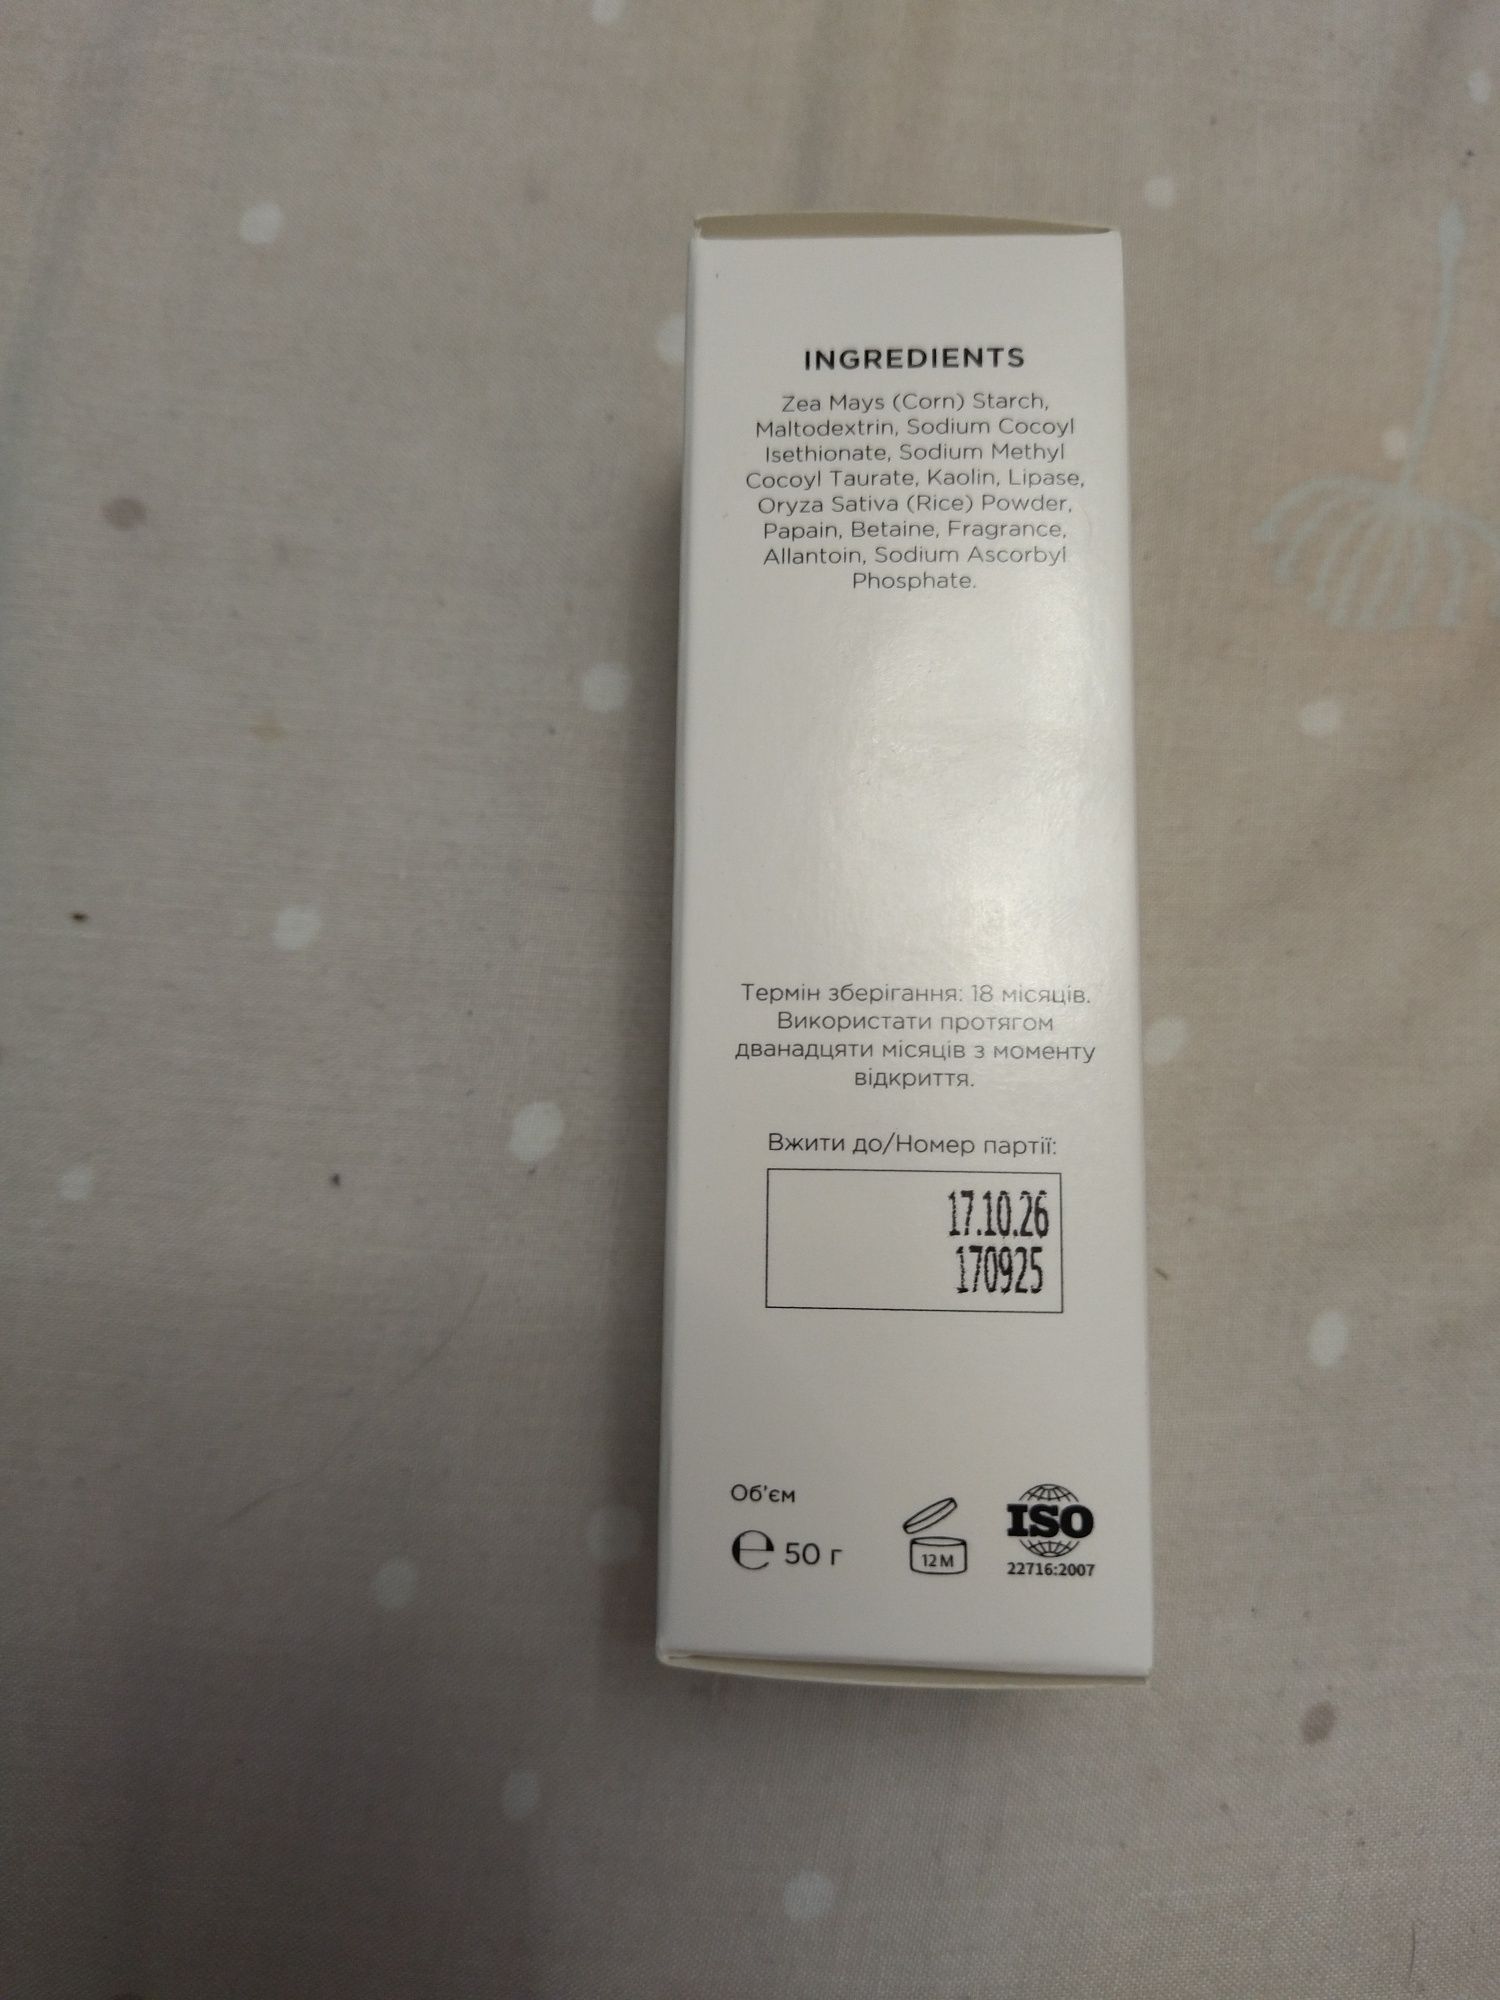 INGREDIENTS
Zea Mays (Corn) Starch,
Maltodextrin, Sodium Cocoyl
Isethionate, Sodium Methyl
Cocoyl Taurate, Kaolin, Lipase,
Oryza Sativa (Rice) Powder,
Papain, Betaine, Fragrance,
Allantoin, Sodium Ascorbyl
Phosphate.
Термін зберігання: 18 місяців.
Використати протягом
дванадцяти місяців з моменту
відкриття.
Вжити до/Номер партії:
17.10.26
170925
Об'єм
℮ 50 г
12 M
ISO
22716:2007